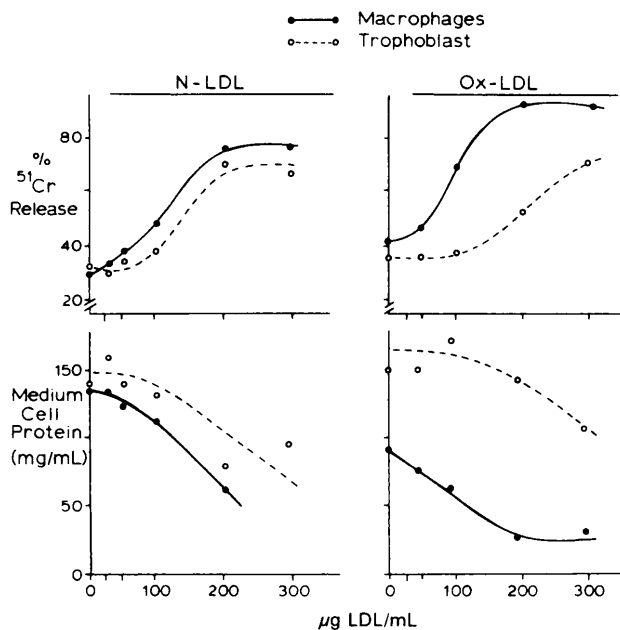 Macrophages
Trophoblast
N-LDL
Ox-LDL
80
%
⁵¹Cr
60
Release
40
20
150
Medium
Cell
Protein
(mg/mL)
50
0
0 100 200 300
0 100 200 300
µg LDL/mL